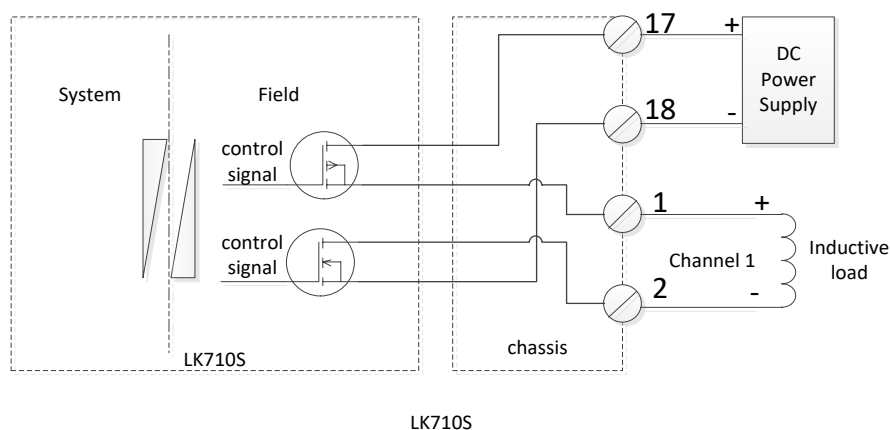 17
+
DC
Power
Supply
System
Field
18
-
control
signal
1
+
control
signal
Channel 1
Inductive
load
2
-
chassis
LK710S
LK710S